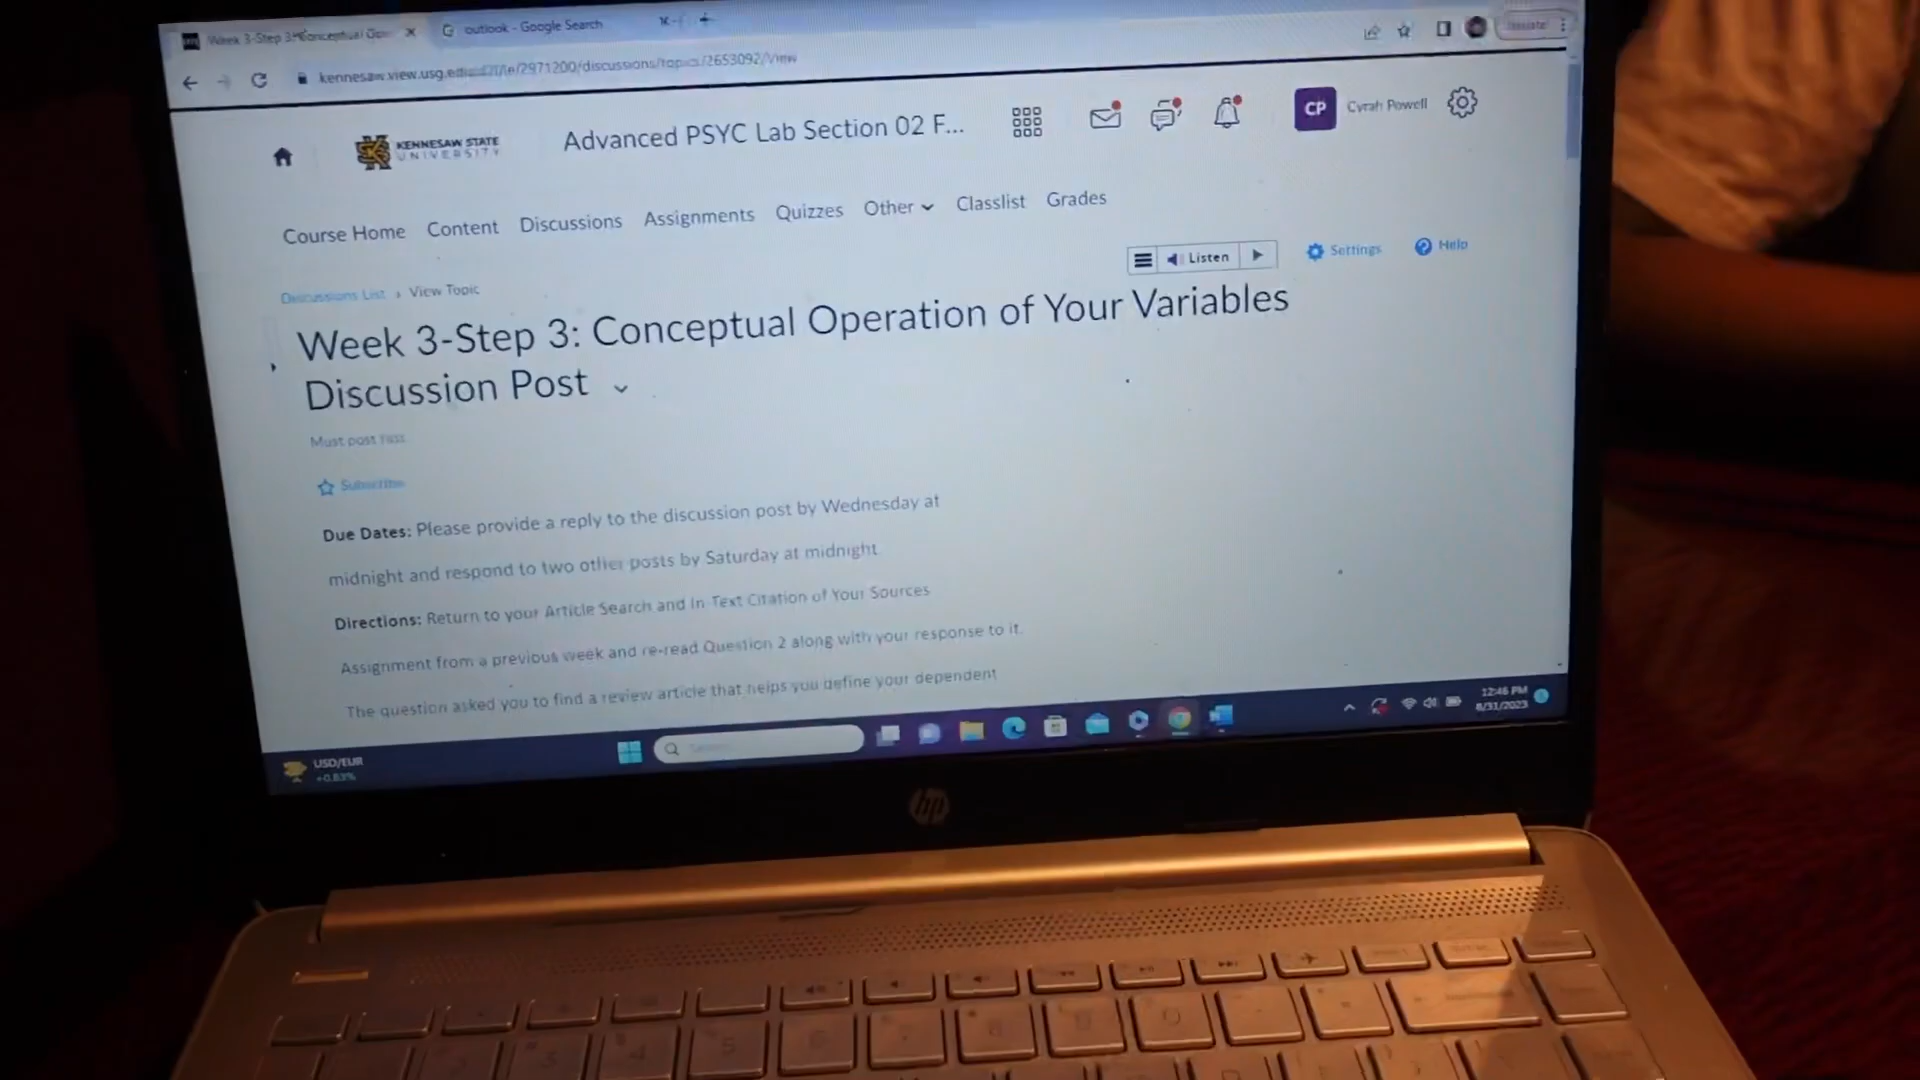 Week 3-Step 3: Conceptual
outlook - Google Search
Advanced PSYC Lab Section 02 F...
KENNESAW STATE
UNIVERSITY
CP
Cyrah Powell
Course Home Content Discussions Assignments Quizzes Other Classlist Grades
Listen
Settings
Help
Discussions List › View Topic
Week 3-Step 3: Conceptual Operation of Your Variables
Discussion Post
Must post first.
Subscribe
Due Dates: Please provide a reply to the discussion post by Wednesday at
midnight and respond to two other posts by Saturday at midnight.
Directions: Return to your Article Search and In-Text Citation of Your Sources
Assignment from a previous week and re-read Question 2 along with your response to it.
The question asked you to find a review article that helps you define your dependent
USD/EUR
+0.83%
12:46 PM
8/31/2023
hp